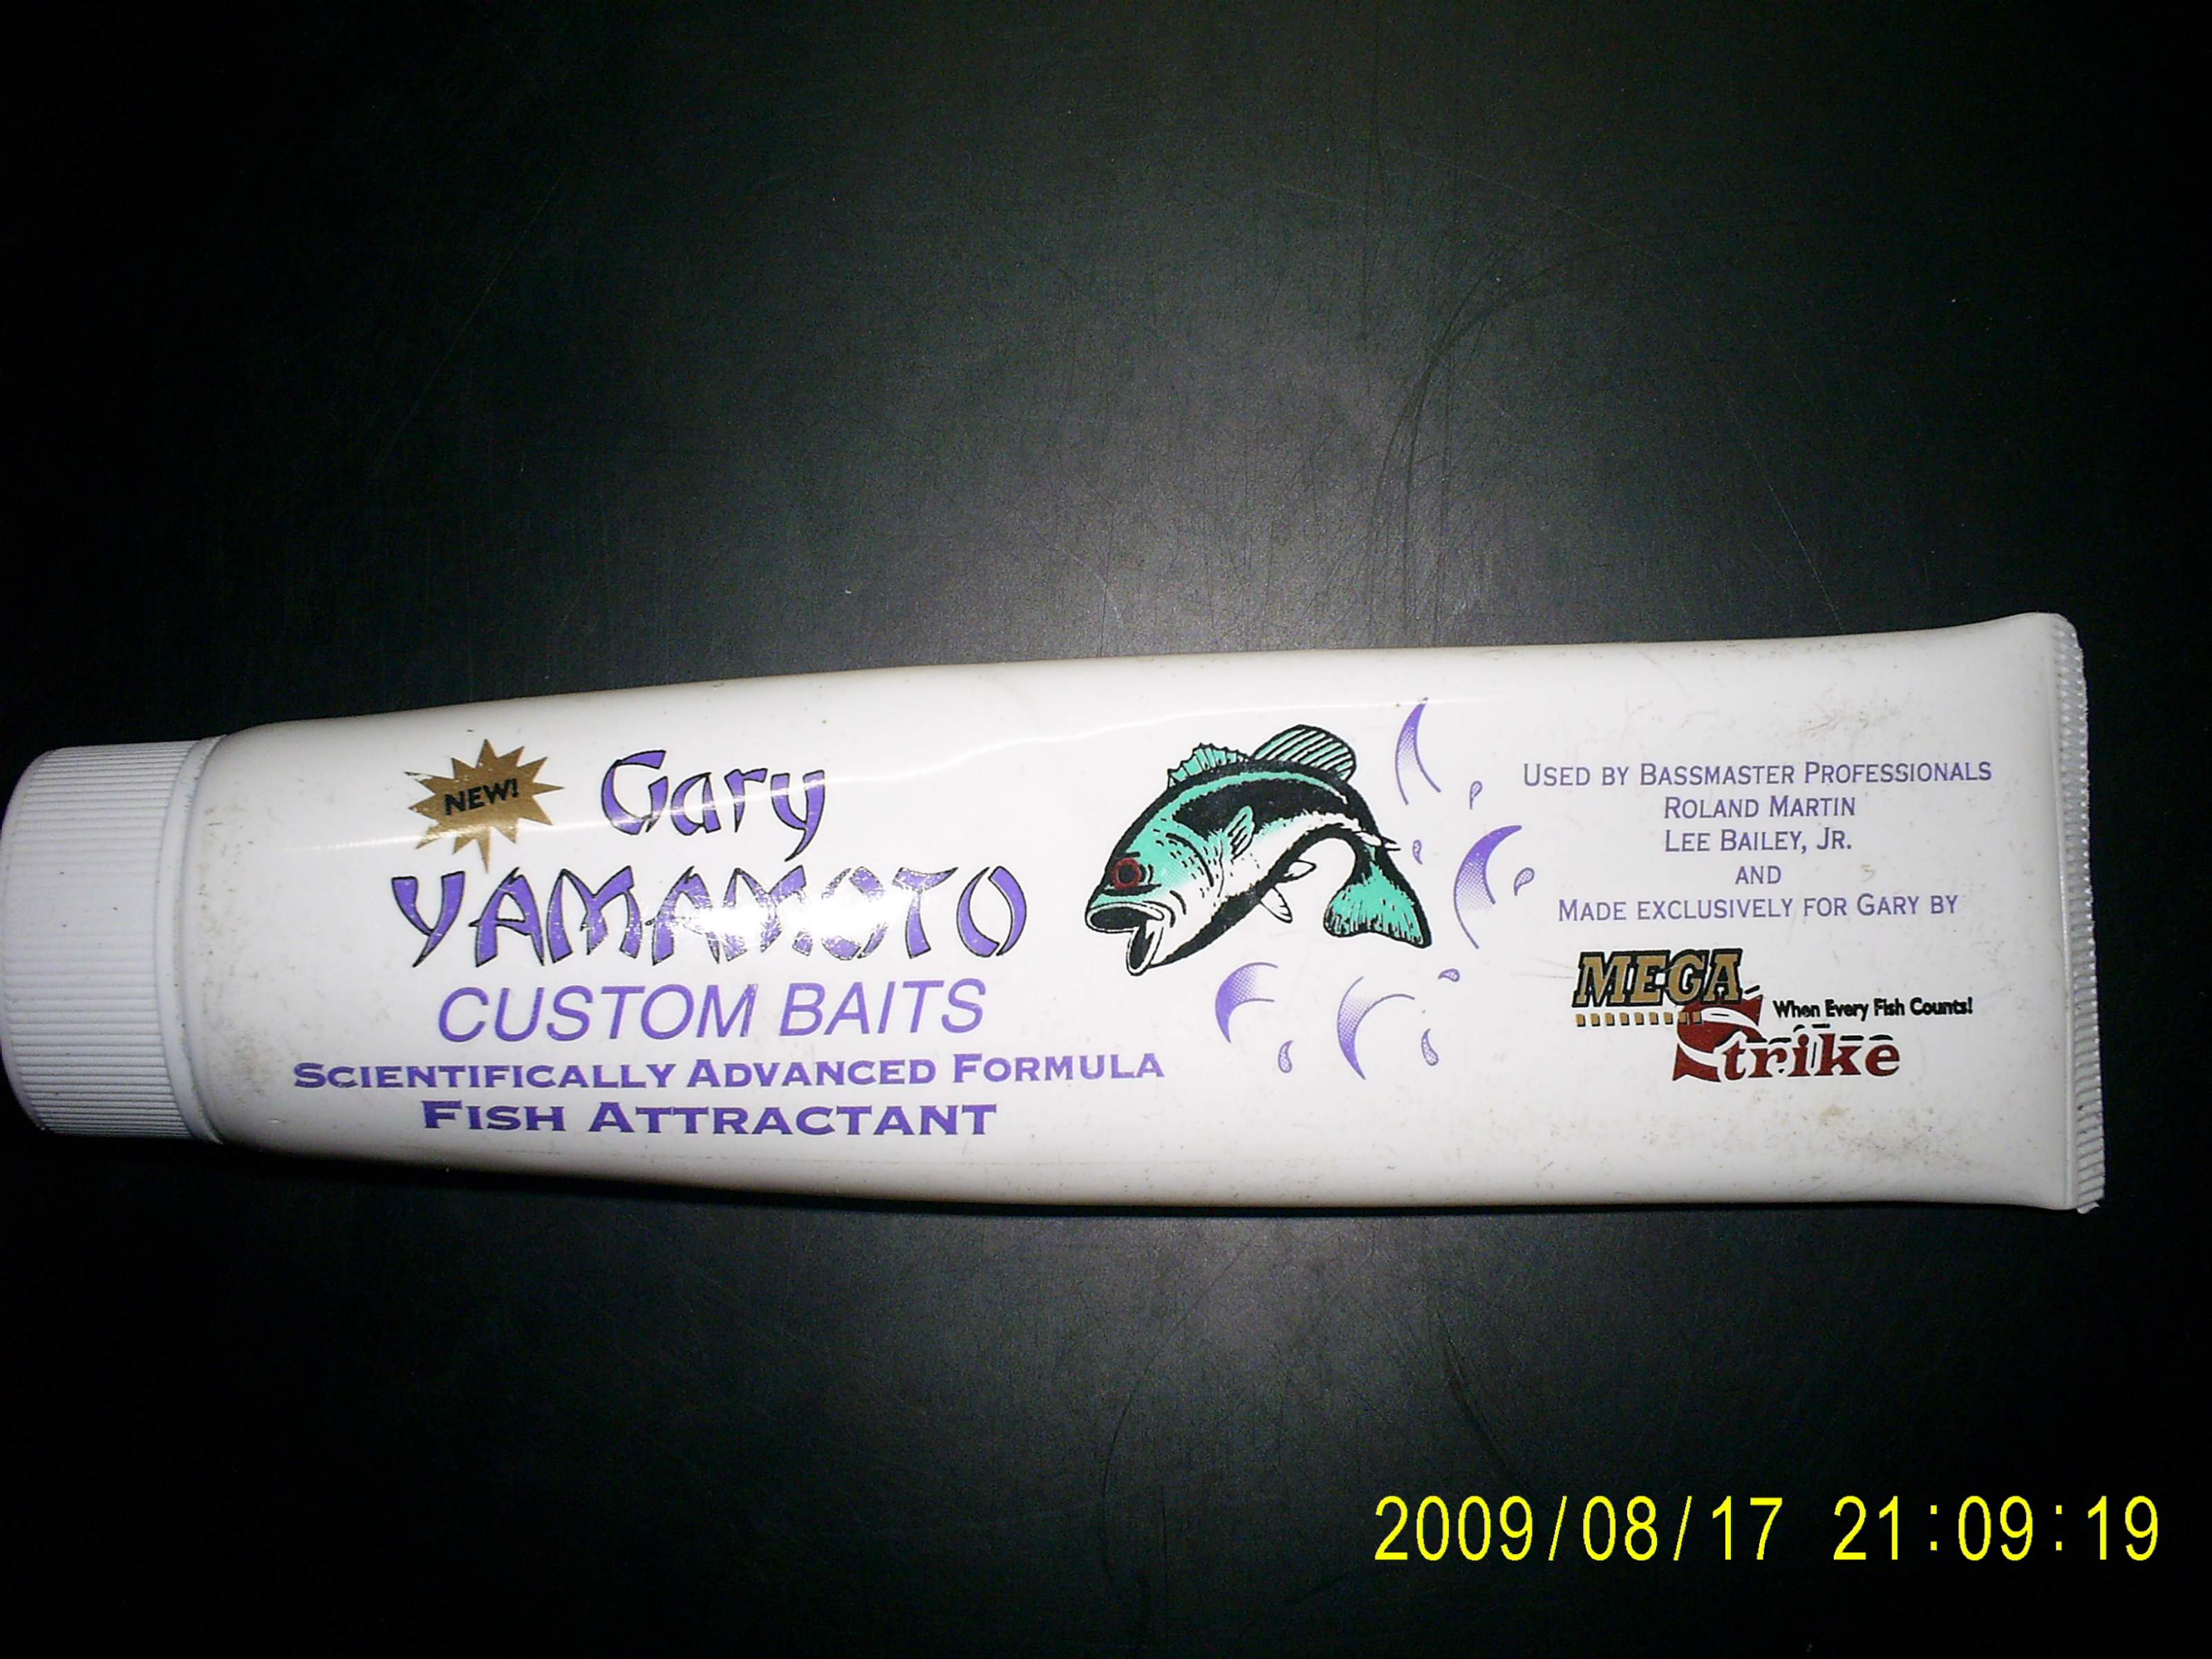 NEW!
Gary
YAMAMOTO
CUSTOM BAITS
SCIENTIFICALLY ADVANCED FORMULA
FISH ATTRACTANT
USED BY BASSMASTER PROFESSIONALS
ROLAND MARTIN
LEE BAILEY, JR.
AND
MADE EXCLUSIVELY FOR GARY BY
MEGA
When Every Fish Counts!
Strike
2009/08/17 21:09:19